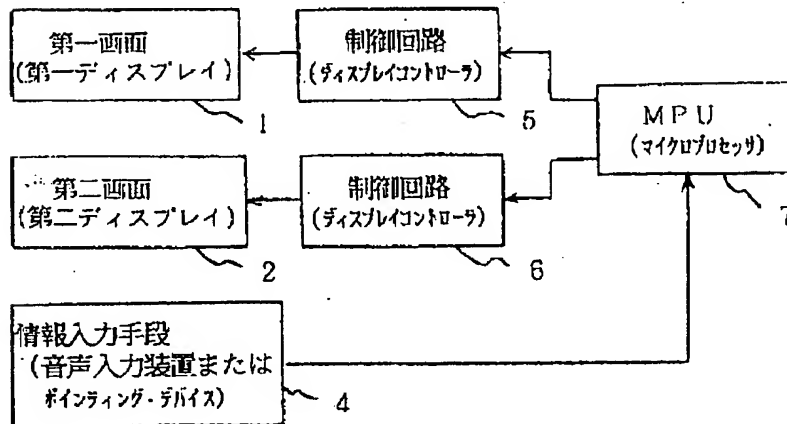 第一画面
(第一ディスプレイ)
1
制御回路
(ディスプレイコントローラ)
5
MPU
(マイクロプロセッサ)
7
第二画面
(第二ディスプレイ)
2
制御回路
(ディスプレイコントローラ)
6
情報入力手段
(音声入力装置または
ポインティング・デバイス)
4